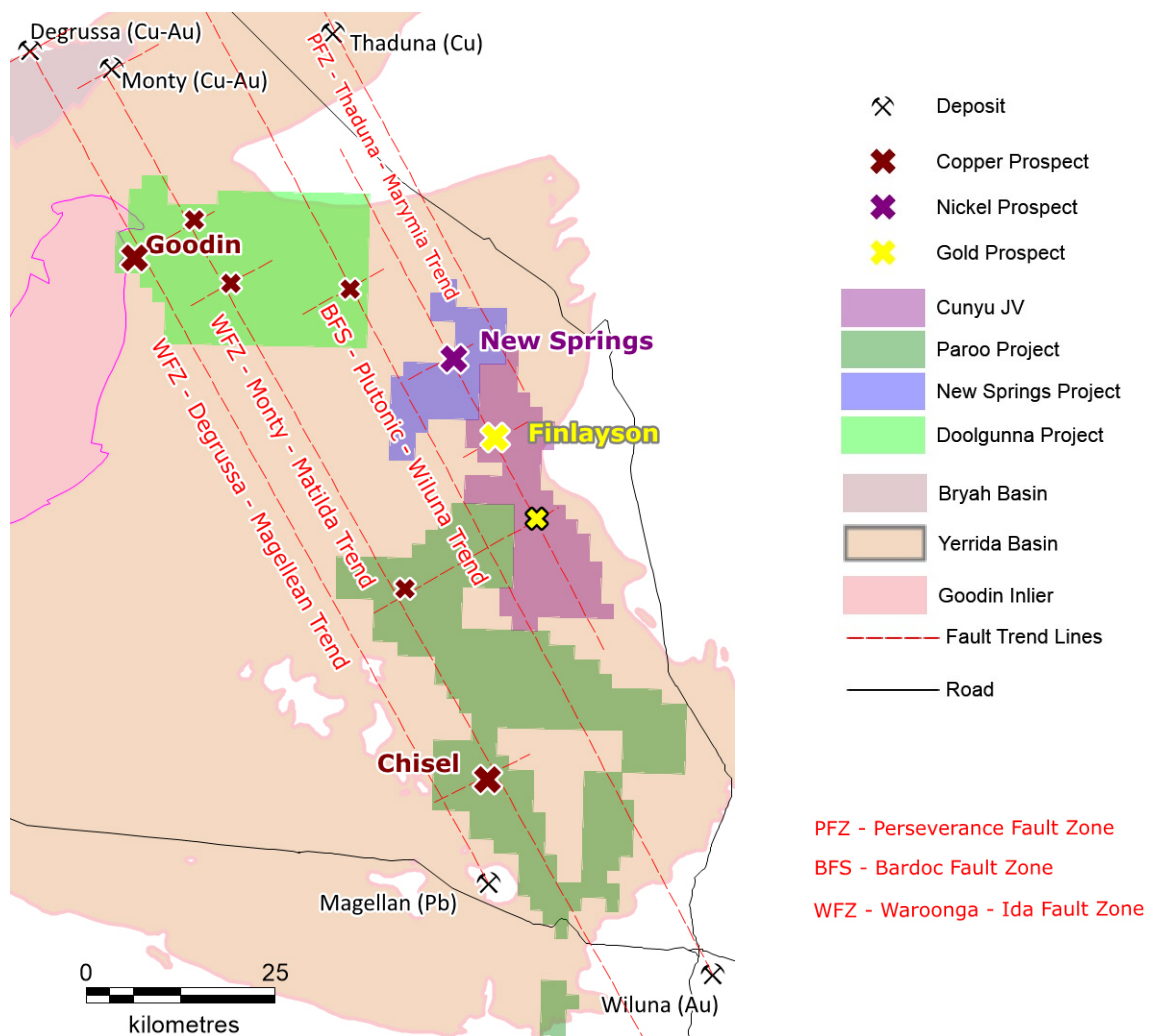 Degrussa (Cu-Au)
Thaduna (Cu)
Monty (Cu-Au)
PFZ - Thaduna - Marymia Trend
Goodin
BFS - Plutonic - Wiluna Trend
WFZ - Monty - Matilda Trend
WFZ - Degrussa - Magellean Trend
New Springs
Finlayson
Chisel
Magellan (Pb)
Wiluna (Au)
0 25
kilometres
Deposit
Copper Prospect
Nickel Prospect
Gold Prospect
Cunyu JV
Paroo Project
New Springs Project
Doolgunna Project
Bryah Basin
Yerrida Basin
Goodin Inlier
Fault Trend Lines
Road
PFZ - Perseverance Fault Zone
BFS - Bardoc Fault Zone
WFZ - Waroonga - Ida Fault Zone